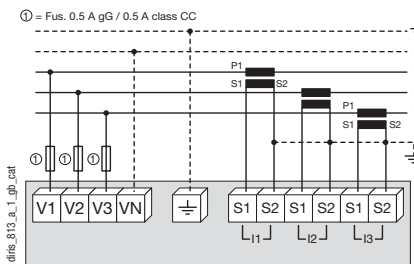 ① = Fus. 0.5 A gG / 0.5 A class CC
P1
S1 S2
P1
S1 S2
① ① ①
V1 V2 V3 VN S1 S2 S1 S2 S1 S2
I1 I2 I3
diris_813_a_1_gb_cat